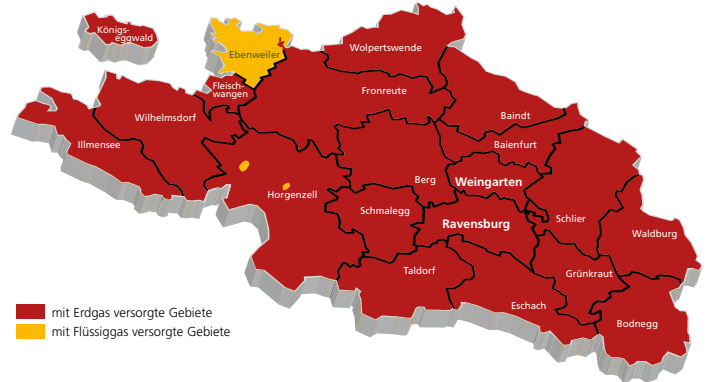 Königs-
eggwald
Ebenweiler
Wolpertswende
Fleisch-
wangen
Fronreute
Wilhelmsdorf
Baindt
Illmensee
Baienfurt
Berg
Weingarten
Horgenzell
Schmalegg
Ravensburg
Schlier
Waldburg
Taldorf
Grünkraut
Eschach
Bodnegg
mit Erdgas versorgte Gebiete
mit Flüssiggas versorgte Gebiete